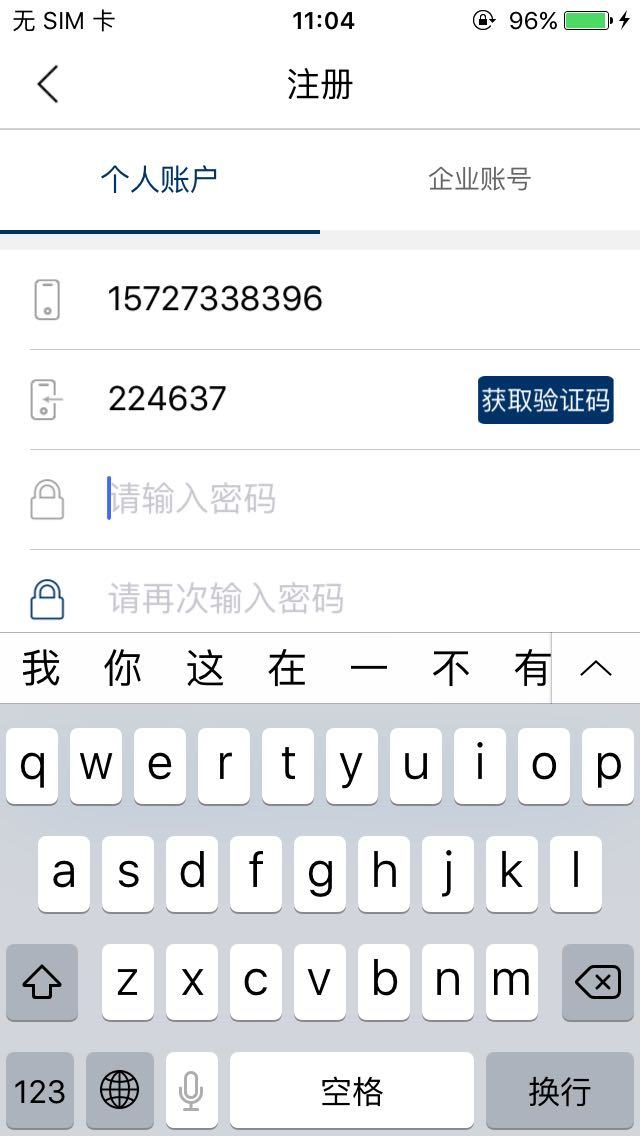 无 SIM 卡 11:04 96%
注册
个人账户 企业账号
15727338396
224637 获取验证码
请输入密码
请再次输入密码
我 你 这 在 一 不 有
q w e r t y u i o p
a s d f g h j k l
z x c v b n m
123 空格 换行